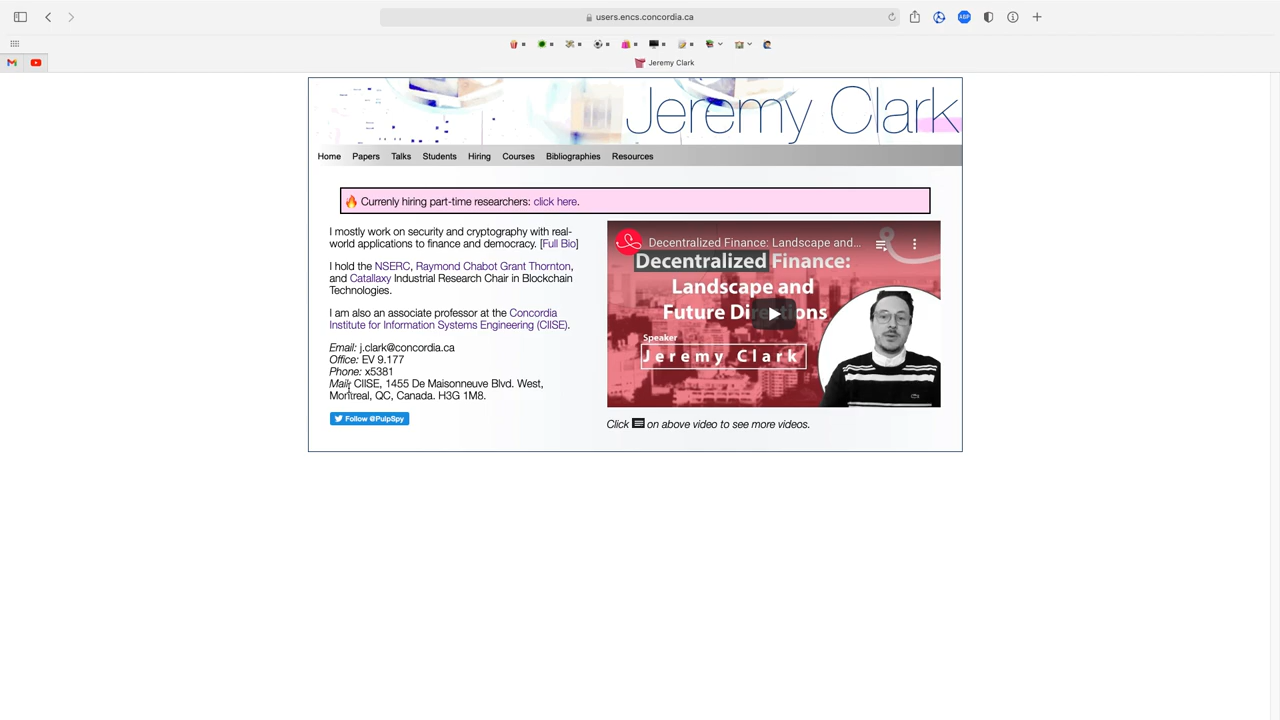 users.encs.concordia.ca
ABP
Jeremy Clark
Jeremy Clark
Home Papers Talks Students Hiring Courses Bibliographies Resources
🔥 Currenly hiring part-time researchers: click here.
I mostly work on security and cryptography with real-
world applications to finance and democracy. [Full Bio]
I hold the NSERC, Raymond Chabot Grant Thornton,
and Catallaxy Industrial Research Chair in Blockchain
Technologies.
I am also an associate professor at the Concordia
Institute for Information Systems Engineering (CIISE).
Email: j.clark@concordia.ca
Office: EV 9.177
Phone: x5381
Mail: CIISE, 1455 De Maisonneuve Blvd. West,
Montreal, QC, Canada. H3G 1M8.
Follow @PulpSpy
Decentralized Finance: Landscape and...
Decentralized Finance:
Landscape and
Future Directions
Speaker
Jeremy Clark
Click on above video to see more videos.